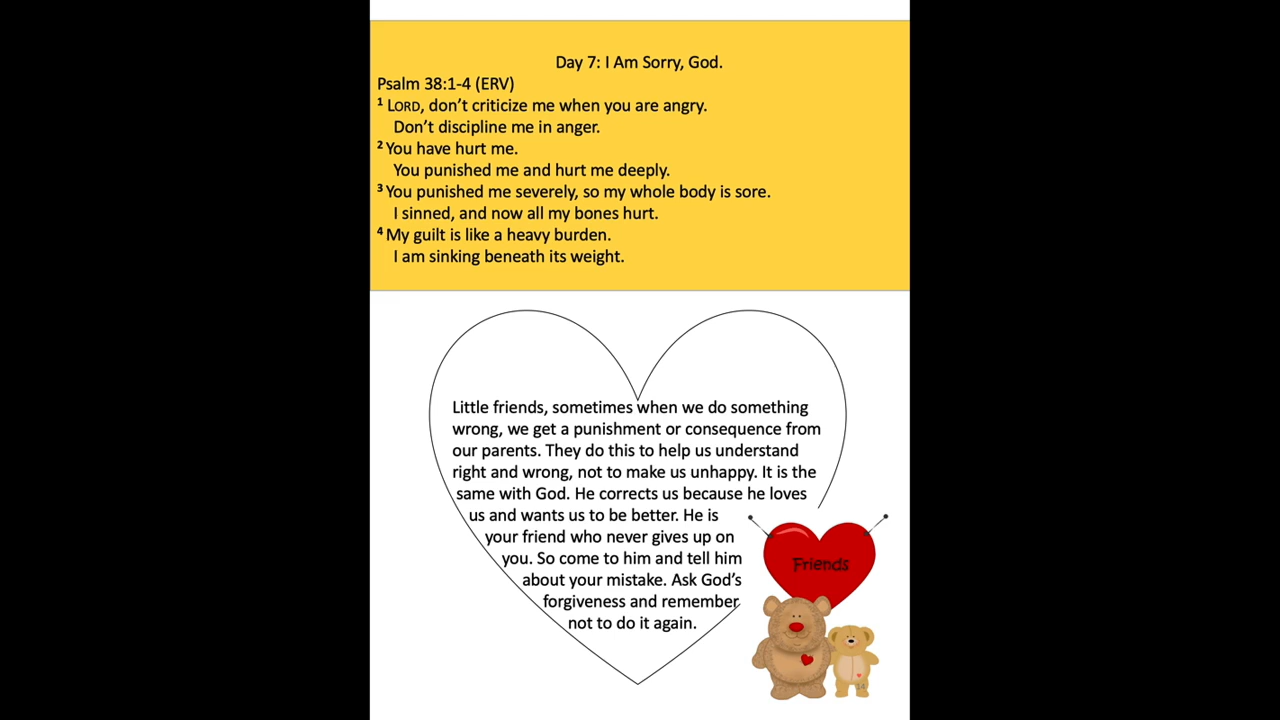 Day 7: I Am Sorry, God.
Psalm 38:1-4 (ERV)
1 LORD, don’t criticize me when you are angry.
Don’t discipline me in anger.
2 You have hurt me.
You punished me and hurt me deeply.
3 You punished me severely, so my whole body is sore.
I sinned, and now all my bones hurt.
4 My guilt is like a heavy burden.
I am sinking beneath its weight.
Little friends, sometimes when we do something
wrong, we get a punishment or consequence from
our parents. They do this to help us understand
right and wrong, not to make us unhappy. It is the
same with God. He corrects us because he loves
us and wants us to be better. He is
your friend who never gives up on
you. So come to him and tell him
about your mistake. Ask God’s
forgiveness and remember
not to do it again.
Friends
14